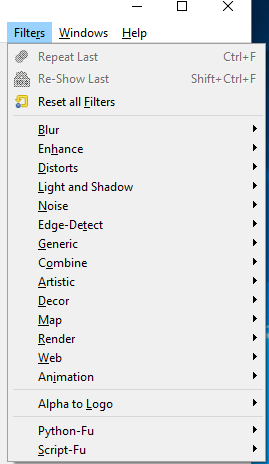 Filters Windows Help
Repeat Last Ctrl+F
Re-Show Last Shift+Ctrl+F
Reset all Filters
Blur
Enhance
Distorts
Light and Shadow
Noise
Edge-Detect
Generic
Combine
Artistic
Decor
Map
Render
Web
Animation
Alpha to Logo
Python-Fu
Script-Fu